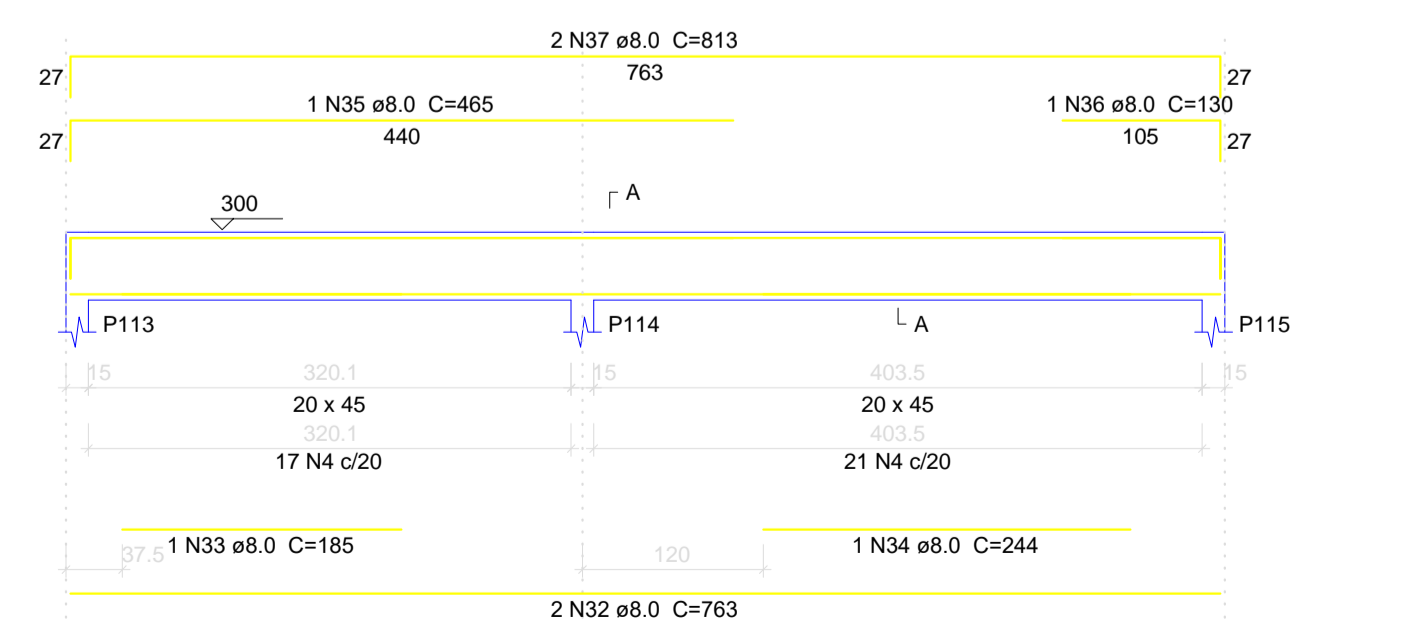 2 N37 ø8.0 C=813
27 763 27
1 N35 ø8.0 C=465 1 N36 ø8.0 C=130
27 440 105 27
A
300
P113 P114 A P115
15 320.1 15 403.5 15
20 x 45 20 x 45
320.1 403.5
17 N4 c/20 21 N4 c/20
1 N33 ø8.0 C=185 1 N34 ø8.0 C=244
37.5 120
2 N32 ø8.0 C=763